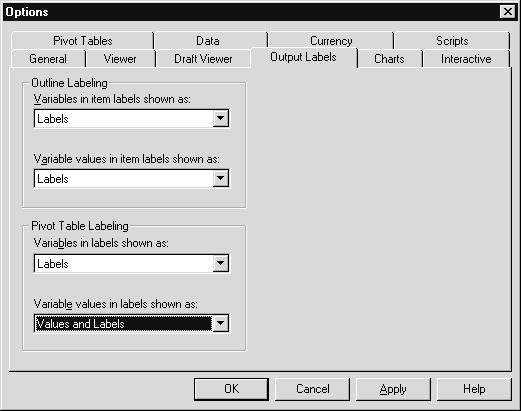 Options
Pivot Tables Data Currency Scripts
General Viewer Draft Viewer Output Labels Charts Interactive
Outline Labeling
Variables in item labels shown as:
Labels
Variable values in item labels shown as:
Labels
Pivot Table Labeling
Variables in labels shown as:
Labels
Variable values in labels shown as:
Values and Labels
OK Cancel Apply Help